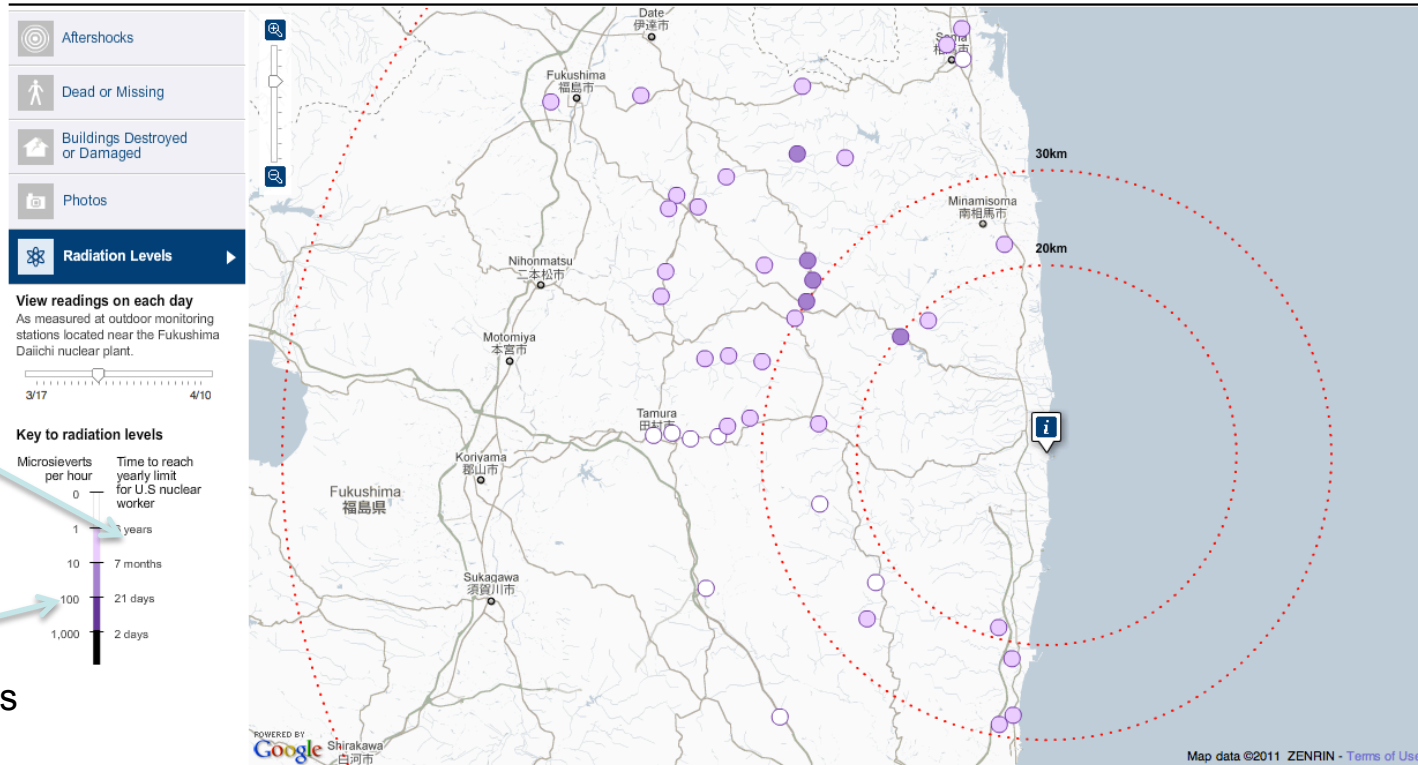 Aftershocks
Dead or Missing
Buildings Destroyed
or Damaged
Photos
Radiation Levels
View readings on each day
As measured at outdoor monitoring
stations located near the Fukushima
Daiichi nuclear plant.
3/17 4/10
Key to radiation levels
Microsieverts
per hour
Time to reach
yearly limit
for U.S nuclear
worker
0
1 years
10 7 months
100 21 days
1,000 2 days
s
Date
伊達市
Soma
Fukushima
福島市
30km
Minamisoma
南相馬市
20km
Nihonmatsu
二本松市
Motomiya
本宮市
Tamura
田村市
i
Koriyama
郡山市
Fukushima
福島県
Sukagawa
須賀川市
POWERED BY
Google
Shirakawa
白河市
Map data ©2011 ZENRIN - Terms of Use